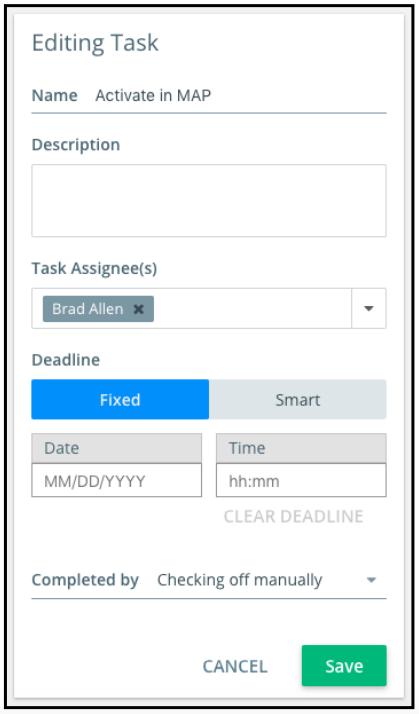 Editing Task
Name Activate in MAP
Description
Task Assignee(s)
Brad Allen ✖
Deadline
Fixed Smart
Date Time
MM/DD/YYYY hh:mm
CLEAR DEADLINE
Completed by Checking off manually
CANCEL Save